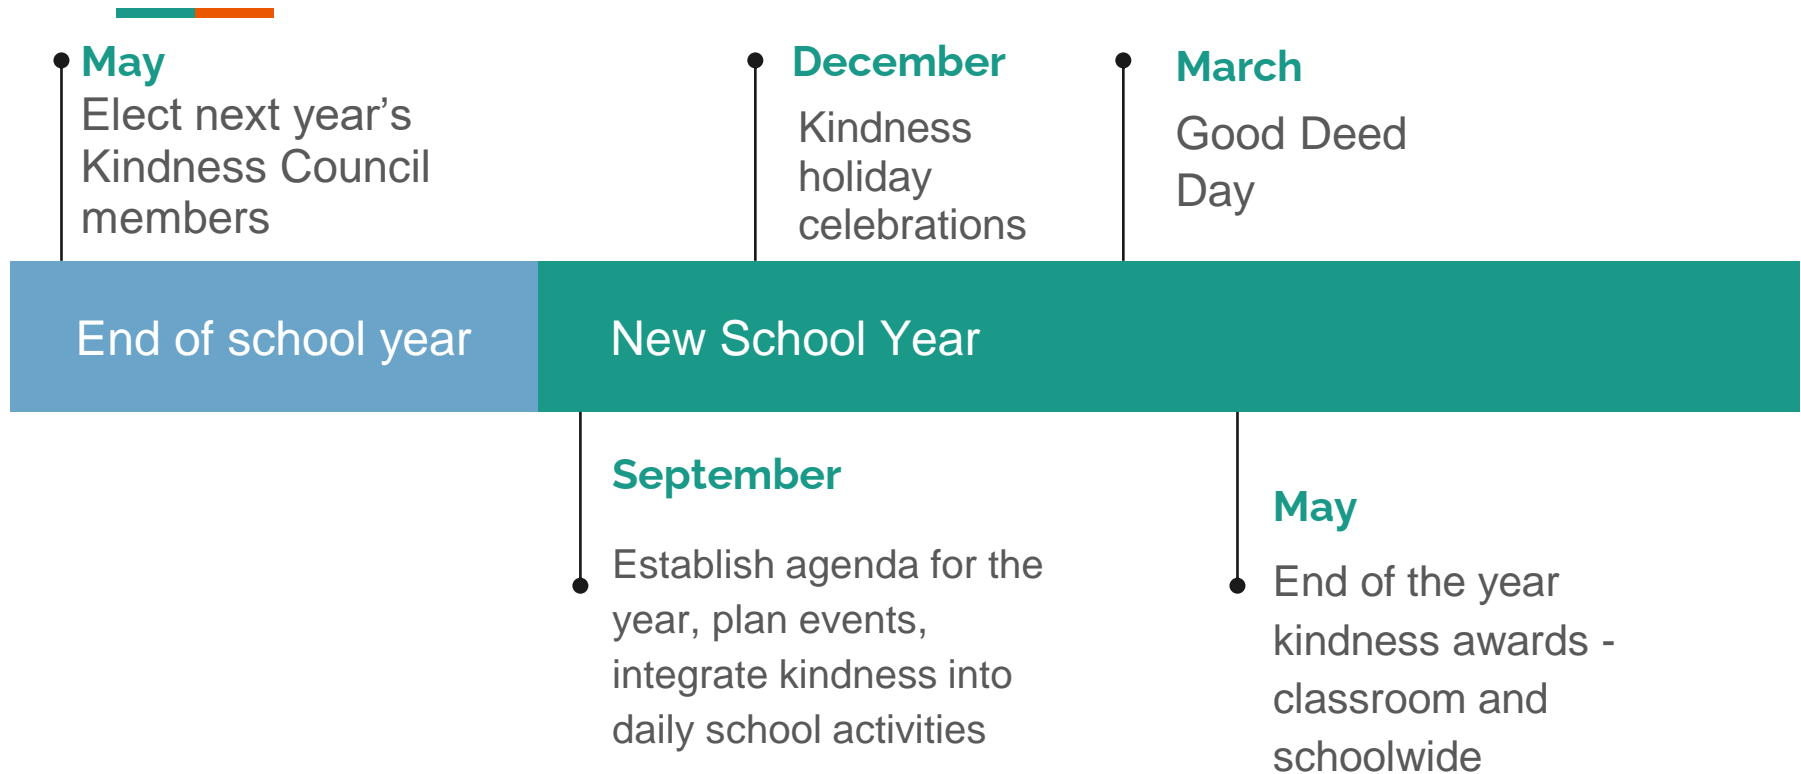 May
Elect next year’s
Kindness Council
members
December
Kindness
holiday
celebrations
March
Good Deed
Day
End of school year
New School Year
September
Establish agenda for the
year, plan events,
integrate kindness into
daily school activities
May
End of the year
kindness awards -
classroom and
schoolwide